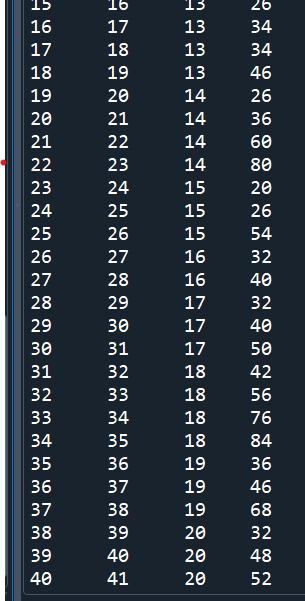 15 16 13 26
16 17 13 34
17 18 13 34
18 19 13 46
19 20 14 26
20 21 14 36
21 22 14 60
22 23 14 80
23 24 15 20
24 25 15 26
25 26 15 54
26 27 16 32
27 28 16 40
28 29 17 32
29 30 17 40
30 31 17 50
31 32 18 42
32 33 18 56
33 34 18 76
34 35 18 84
35 36 19 36
36 37 19 46
37 38 19 68
38 39 20 32
39 40 20 48
40 41 20 52